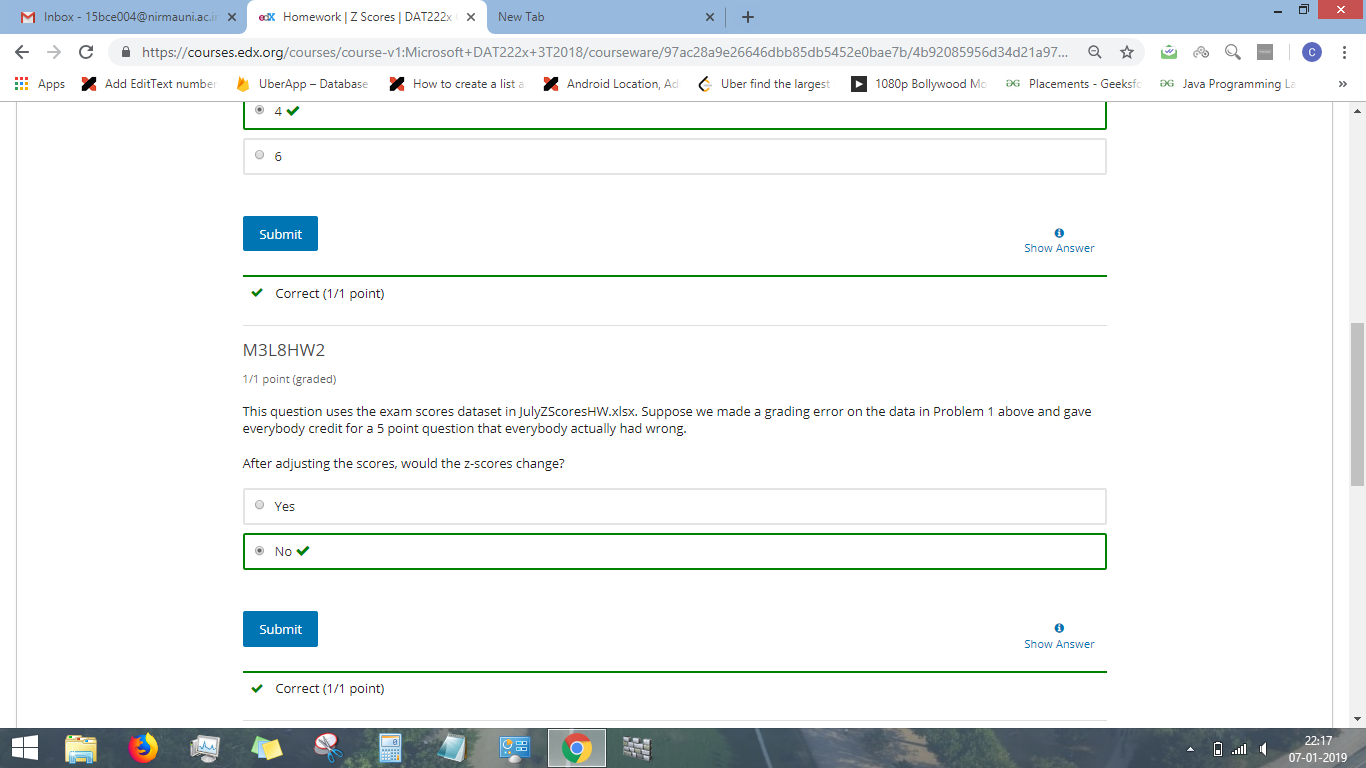 Inbox - 15bce004@nirmauni.ac.in
edX Homework | Z Scores | DAT222x
New Tab
https://courses.edx.org/courses/course-v1:Microsoft+DAT222x+3T2018/courseware/97ac28a9e26646dbb85db5452e0bae7b/4b92085956d34d21a97...
C
Apps
Add EditText number
UberApp – Database
How to create a list a
Android Location, Ad
Uber find the largest
1080p Bollywood Mo
Placements - Geeksfo
Java Programming La
»
4
6
Submit
Show Answer
Correct (1/1 point)
M3L8HW2
1/1 point (graded)
This question uses the exam scores dataset in JulyZScoresHW.xlsx. Suppose we made a grading error on the data in Problem 1 above and gave
everybody credit for a 5 point question that everybody actually had wrong.
After adjusting the scores, would the z-scores change?
Yes
No
Submit
Show Answer
Correct (1/1 point)
22:17
07-01-2019